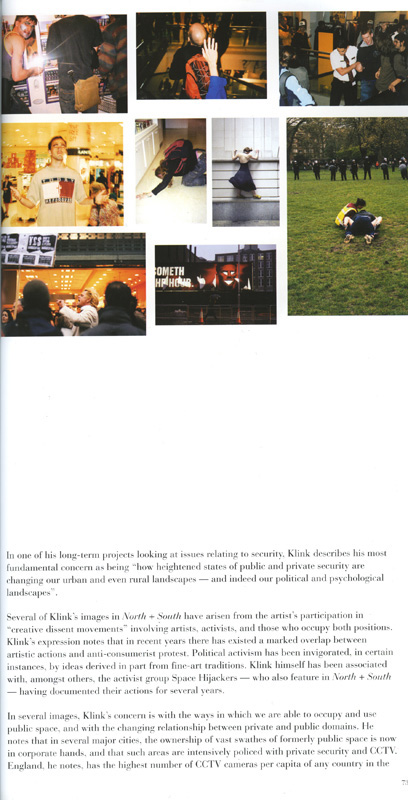 TOMMY
COMETH
THE HOUR.
YES
In one of his long-term projects looking at issues relating to security, Klink describes his most
fundamental concern as being “how heightened states of public and private security are
changing our urban and even rural landscapes — and indeed our political and psychological
landscapes”.
Several of Klink’s images in North + South have arisen from the artist’s participation in
“creative dissent movements” involving artists, activists, and those who occupy both positions.
Klink’s expression notes that in recent years there has existed a marked overlap between
artistic actions and anti-consumerist protest. Political activism has been invigorated, in certain
instances, by ideas derived in part from fine-art traditions. Klink himself has been associated
with, amongst others, the activist group Space Hijackers — who also feature in North + South
— having documented their actions for several years.
In several images, Klink’s concern is with the ways in which we are able to occupy and use
public space, and with the changing relationship between private and public domains. He
notes that in several major cities, the ownership of vast swathes of formerly public space is now
in corporate hands, and that such areas are intensively policed with private security and CCTV.
England, he notes, has the highest number of CCTV cameras per capita of any country in the